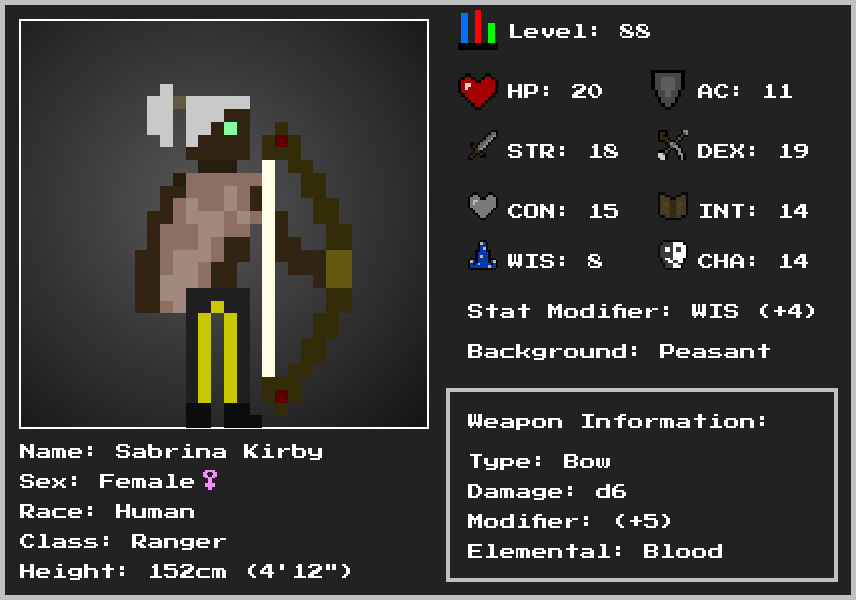 Level: 88
HP: 20
AC: 11
STR: 18
DEX: 19
CON: 15
INT: 14
WIS: 8
CHA: 14
Stat Modifier: WIS (+4)
Background: Peasant
Weapon Information:
Type: Bow
Damage: d6
Modifier: (+5)
Elemental: Blood
Name: Sabrina Kirby
Sex: Female♀
Race: Human
Class: Ranger
Height: 152cm (4'12")